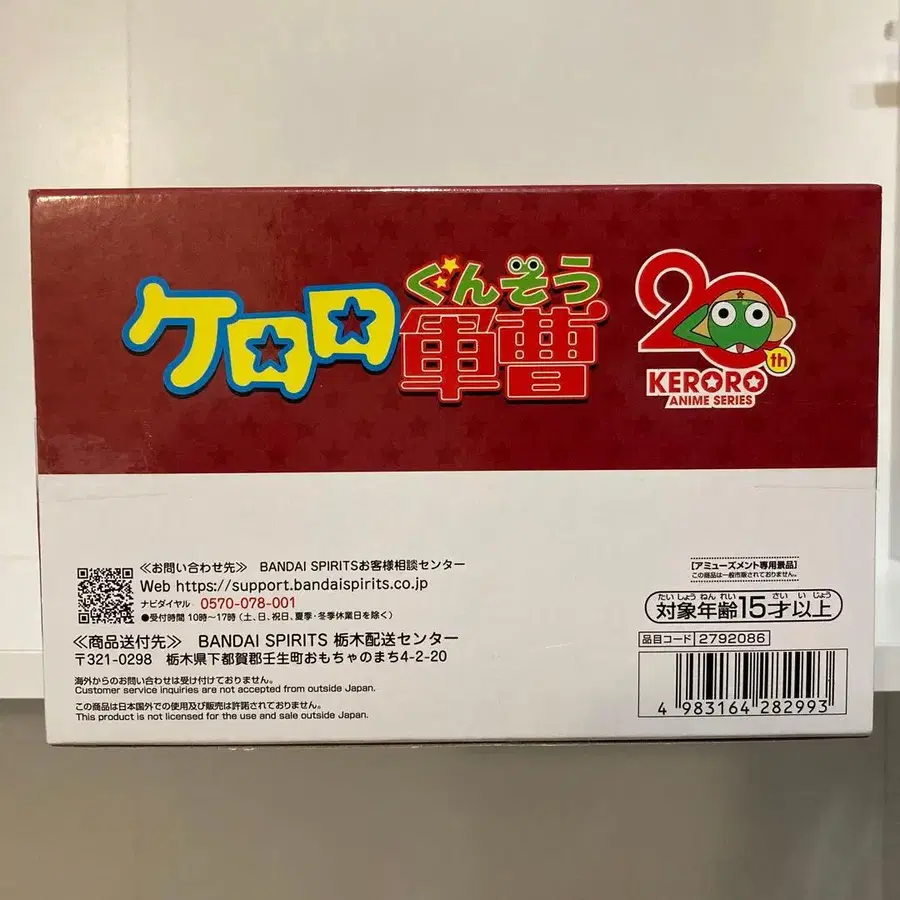 ケロロ
ぐんそう
軍曹
20th
KERORO
ANIME SERIES
≪お問い合わせ先≫ BANDAI SPIRITSお客様相談センター
Web https://support.bandaispirits.co.jp
ナビダイヤル 0570-078-001
●受付時間 10時~17時(土、日、祝日、夏季・冬季休業日を除く)
≪商品送付先≫ BANDAI SPIRITS 栃木配送センター
〒321-0298 栃木県下都賀郡壬生町おもちゃのまち4-2-20
海外からのお問い合わせは受け付けておりません。
Customer service inquiries are not accepted from outside Japan.
この商品は日本国外での使用及び販売は許諾されておりません。
This product is not licensed for the use and sale outside Japan.
[アミューズメント専用景品]
この商品は一般市販されておりません。
たいしょうねんれい さいいじょう
対象年齢15才以上
品目コード 2792086
4 983164 282993